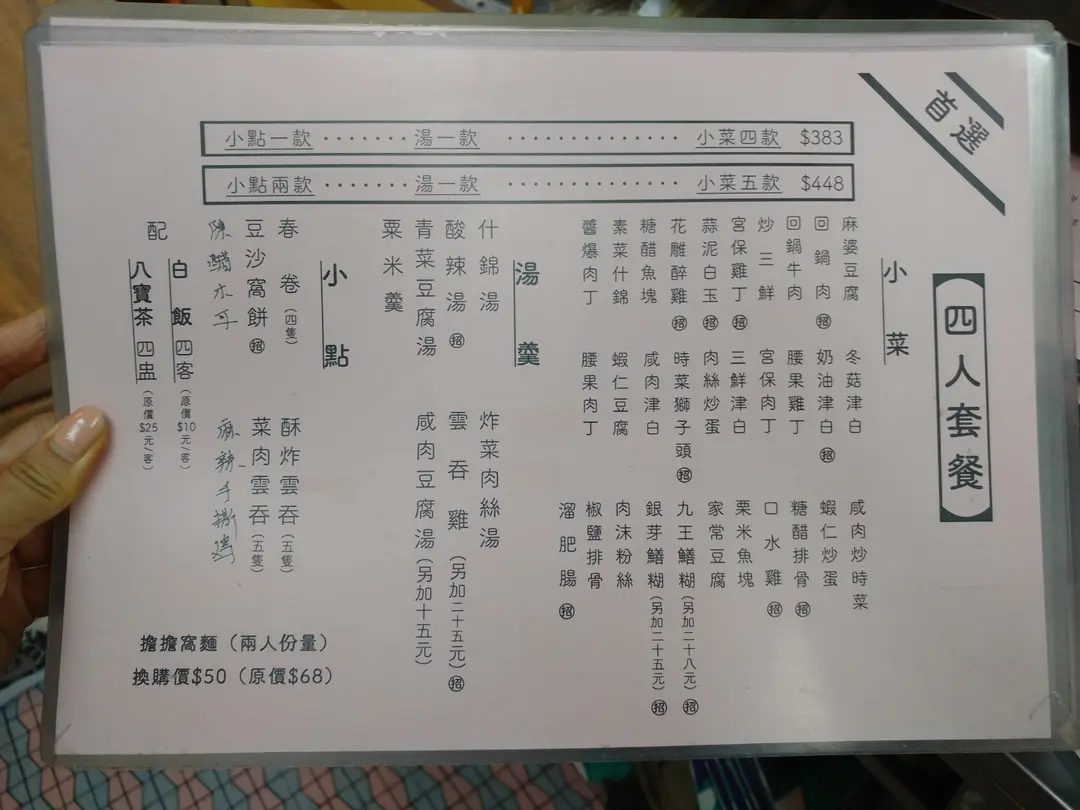 首選
小點一款 ······· 湯一款 ··············· 小菜四款 $383
小點兩款 ······· 湯一款 ··············· 小菜五款 $448
四人套餐
小菜
麻婆豆腐
回鍋肉 招
回鍋牛肉
炒三鮮
宮保雞丁 招
蒜泥白玉 招
花雕醉雞 招
糖醋魚塊
素菜什錦
醬爆肉丁
冬菇津白
奶油津白 招
腰果雞丁
宮保肉丁
三鮮津白
肉絲炒蛋
時菜獅子頭 招
咸肉津白
蝦仁豆腐
腰果肉丁
咸肉炒時菜
蝦仁炒蛋
糖醋排骨 招
口水雞 招
栗米魚塊
家常豆腐
九王鱔糊(另加二十八元) 招
銀芽鱔糊(另加二十五元) 招
肉沫粉絲
椒鹽排骨
溜肥腸 招
湯羹
什錦湯
酸辣湯 招
青菜豆腐湯
粟米羹
炸菜肉絲湯
雲吞雞(另加二十五元) 招
咸肉豆腐湯(另加十五元)
小點
春卷(四隻)
豆沙窩餅 招
陳醋木耳
酥炸雲吞(五隻)
菜肉雲吞(五隻)
麻辣手撕雞
配
白飯 四客 (原價$10元/客)
八寶茶 四盅 (原價$25元/客)
擔擔窩麵(兩人份量)
換購價$50(原價$68)